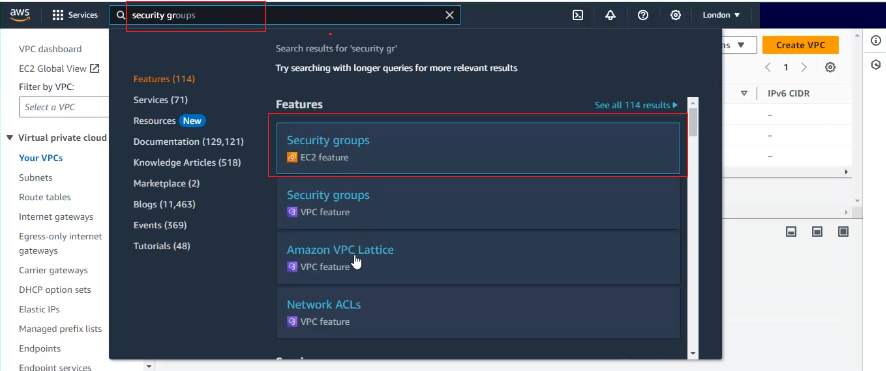 aws
Services
security groups
London
VPC dashboard
EC2 Global View
Filter by VPC:
Select a VPC
Virtual private cloud
Your VPCs
Subnets
Route tables
Internet gateways
Egress-only internet
gateways
Carrier gateways
DHCP option sets
Elastic IPs
Managed prefix lists
Endpoints
Endpoint services
Features (114)
Services (71)
Resources New
Documentation (129,121)
Knowledge Articles (518)
Marketplace (2)
Blogs (11,463)
Events (369)
Tutorials (48)
Search results for 'security gr'
Try searching with longer queries for more relevant results
Features
See all 114 results
Security groups
EC2 feature
Security groups
VPC feature
Amazon VPC Lattice
VPC feature
Network ACLs
VPC feature
Create VPC
1
IPv6 CIDR
–
–
–